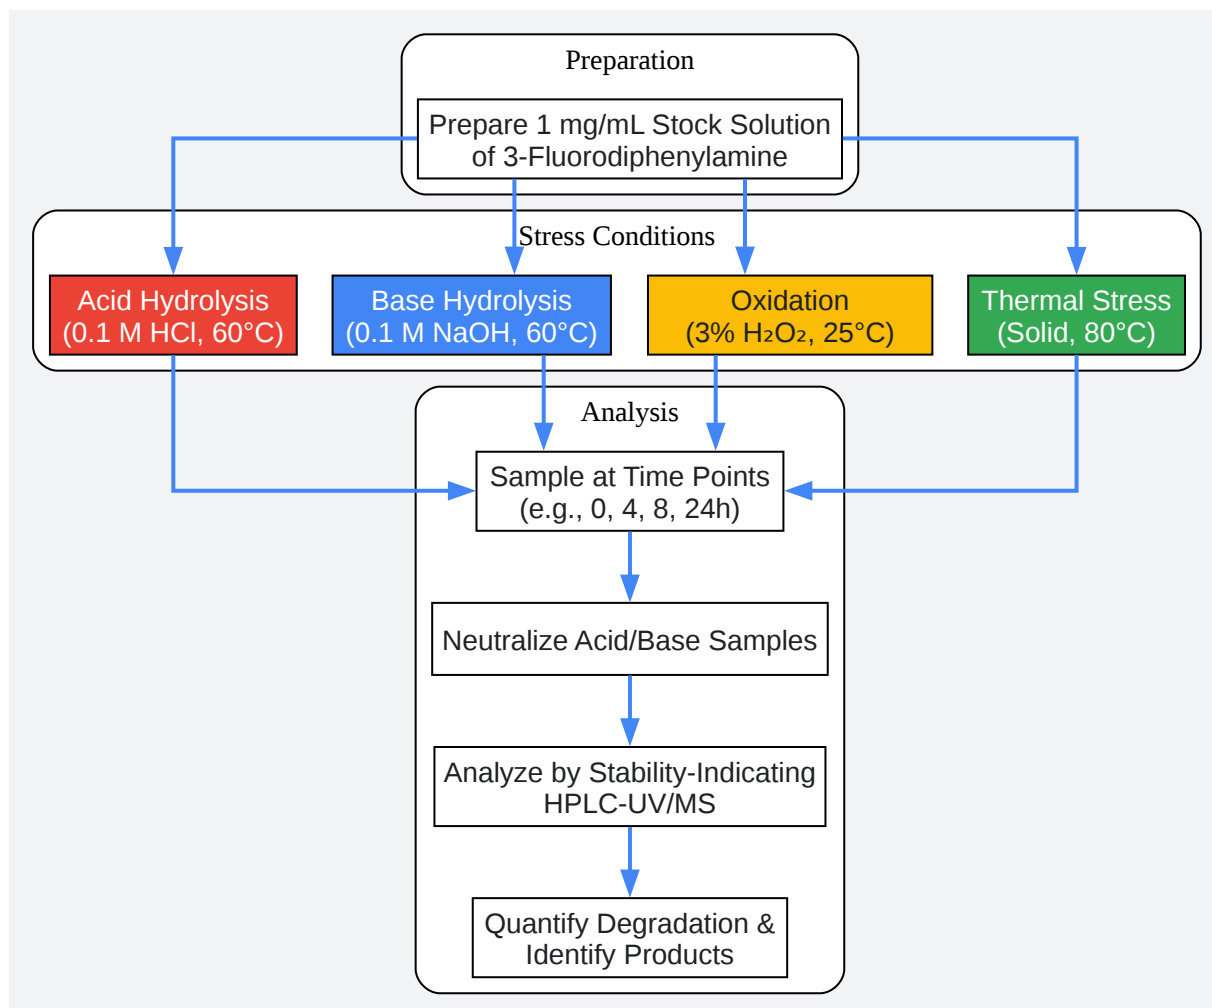 Preparation
Prepare 1 mg/mL Stock Solution
of 3-Fluorodiphenylamine
Stress Conditions
Acid Hydrolysis
(0.1 M HCl, 60°C)
Base Hydrolysis
(0.1 M NaOH, 60°C)
Oxidation
(3% H₂O₂, 25°C)
Thermal Stress
(Solid, 80°C)
Analysis
Sample at Time Points
(e.g., 0, 4, 8, 24h)
Neutralize Acid/Base Samples
Analyze by Stability-Indicating
HPLC-UV/MS
Quantify Degradation &
Identify Products